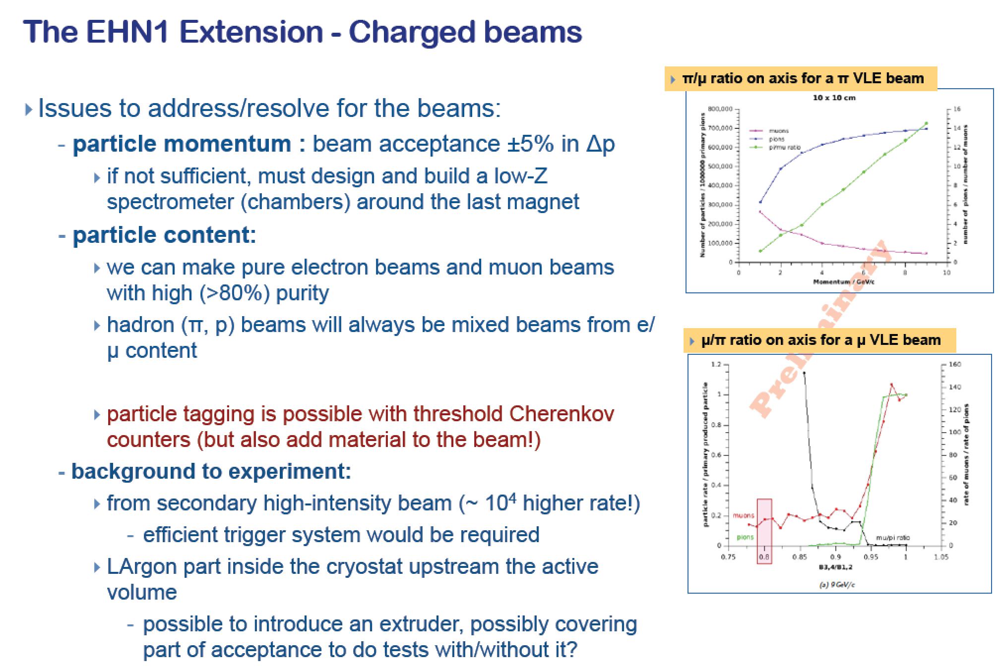 The EHN1 Extension - Charged beams
Issues to address/resolve for the beams:
- particle momentum : beam acceptance ±5% in Δp
if not sufficient, must design and build a low-Z
spectrometer (chambers) around the last magnet
- particle content:
we can make pure electron beams and muon beams
with high (>80%) purity
hadron (π, p) beams will always be mixed beams from e/
μ content
particle tagging is possible with threshold Cherenkov
counters (but also add material to the beam!)
- background to experiment:
from secondary high-intensity beam (~ 10⁴ higher rate!)
- efficient trigger system would be required
LArgon part inside the cryostat upstream the active
volume
- possible to introduce an extruder, possibly covering
part of acceptance to do tests with/without it?
π/μ ratio on axis for a π VLE beam
10 x 10 cm
800,000
700,000
600,000
500,000
400,000
300,000
200,000
100,000
0
Number of particles / 1000000 primary pions
muons
pions
pi/mu ratio
16
14
12
10
8
6
4
2
0
number of pions / number of muons
0 2 4 6 8 10
Momentum / GeV/c
Preliminary
μ/π ratio on axis for a μ VLE beam
1.2
1
0.8
0.6
0.4
0.2
0
particle rate / primary produced particle
muons
pions
mu/pi ratio
160
140
120
100
80
60
40
20
0
rate of muons / rate of pions
0.75 0.8 0.85 0.9 0.95 1 1.05
B3,4/B1,2
(a) 9 GeV/c